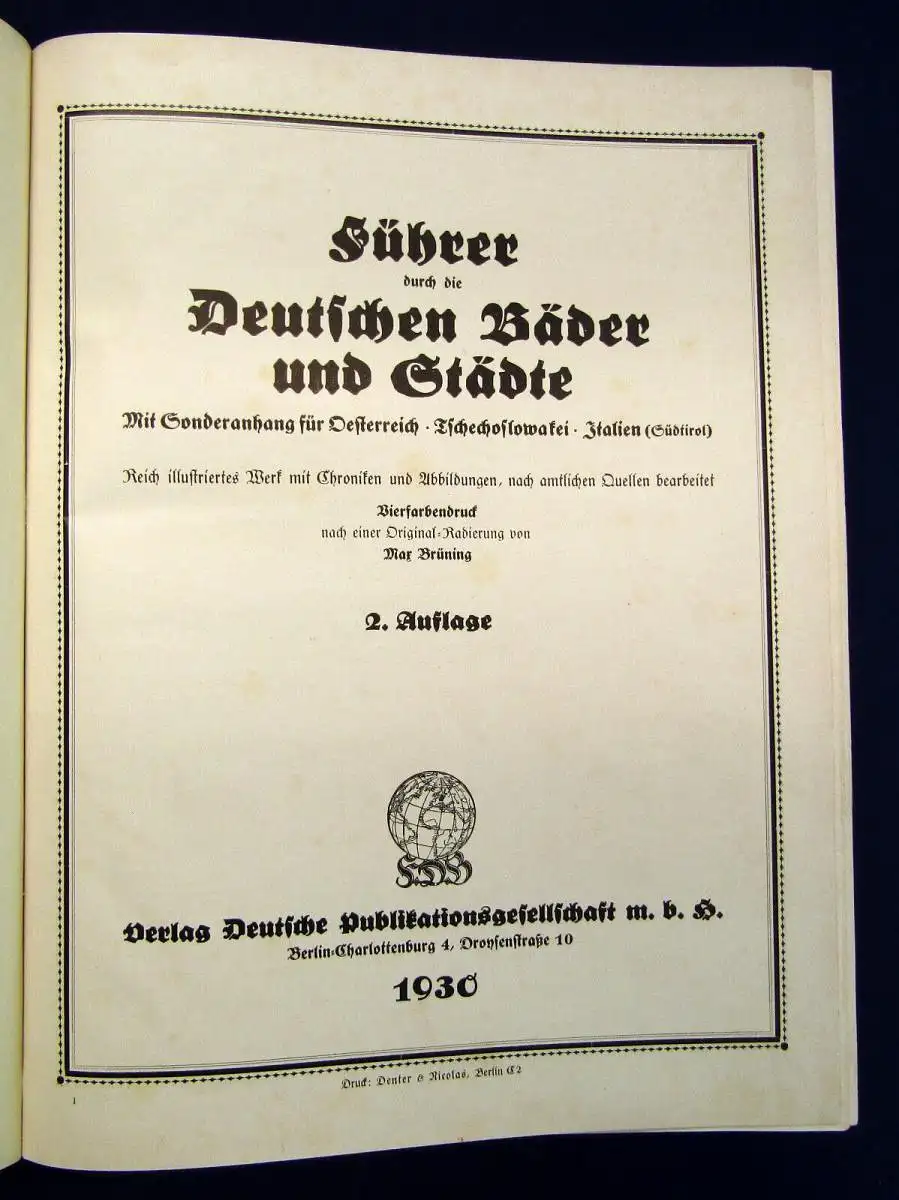 Führer
durch die
Deutschen Bäder
und Städte
Mit Sonderanhang für Oesterreich · Tschechoslowakei · Italien (Südtirol)
Reich illustriertes Werk mit Chroniken und Abbildungen, nach amtlichen Quellen bearbeitet
Vierfarbendruck
nach einer Original-Radierung von
Max Brüning
2. Auflage
F.D.B
Verlag Deutsche Publikationsgesellschaft m. b. H.
Berlin-Charlottenburg 4, Droysenstraße 10
1930
Druck: Denter & Nicolas, Berlin C2
1